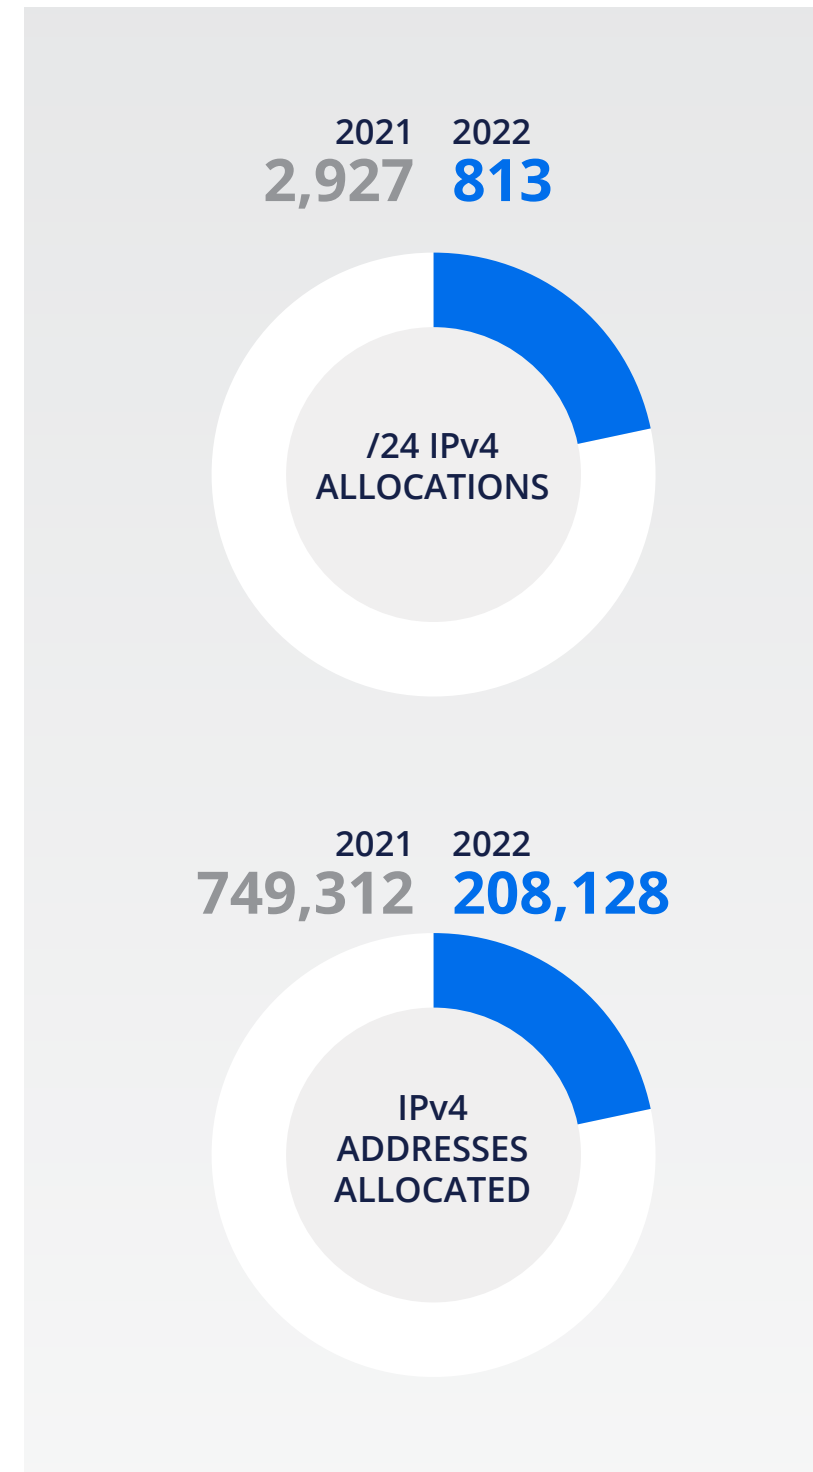 2021 2022
2,927 813
/24 IPv4
ALLOCATIONS
2021 2022
749,312 208,128
IPv4
ADDRESSES
ALLOCATED